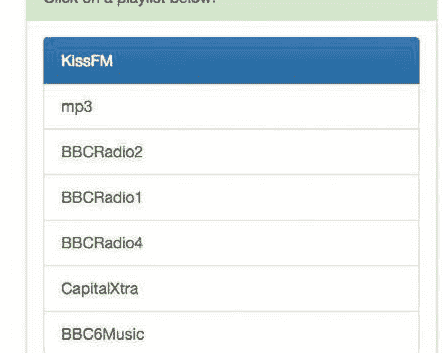 Click on a playlist below:
KissFM
mp3
BBCRadio2
BBCRadio1
BBCRadio4
CapitalXtra
BBC6Music